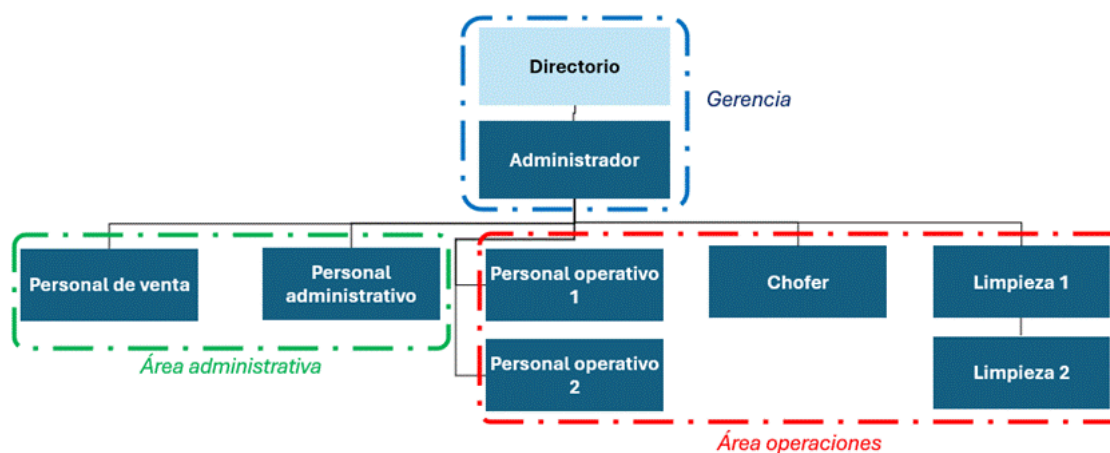 Directorio
Gerencia
Administrador
Personal de venta
Personal
administrativo
Personal operativo
1
Chofer
Limpieza 1
Personal operativo
2
Limpieza 2
Área administrativa
Área operaciones